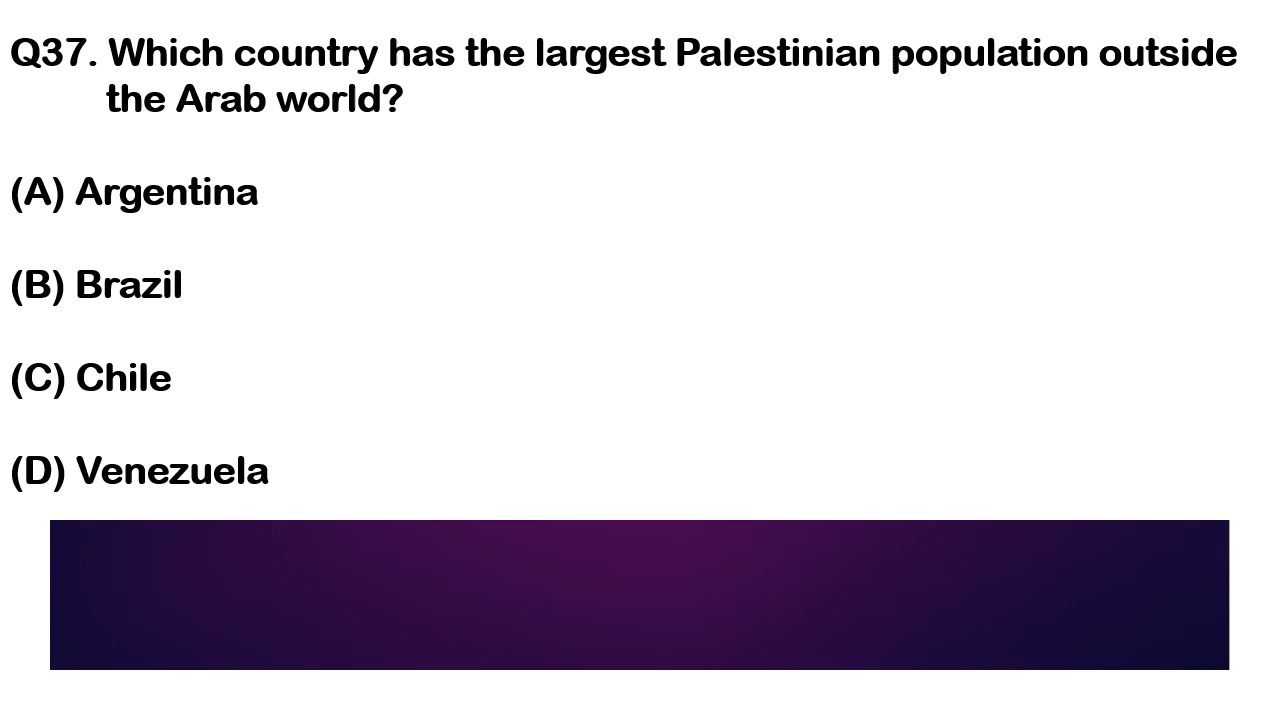 Q37. Which country has the largest Palestinian population outside
the Arab world?
(A) Argentina
(B) Brazil
(C) Chile
(D) Venezuela